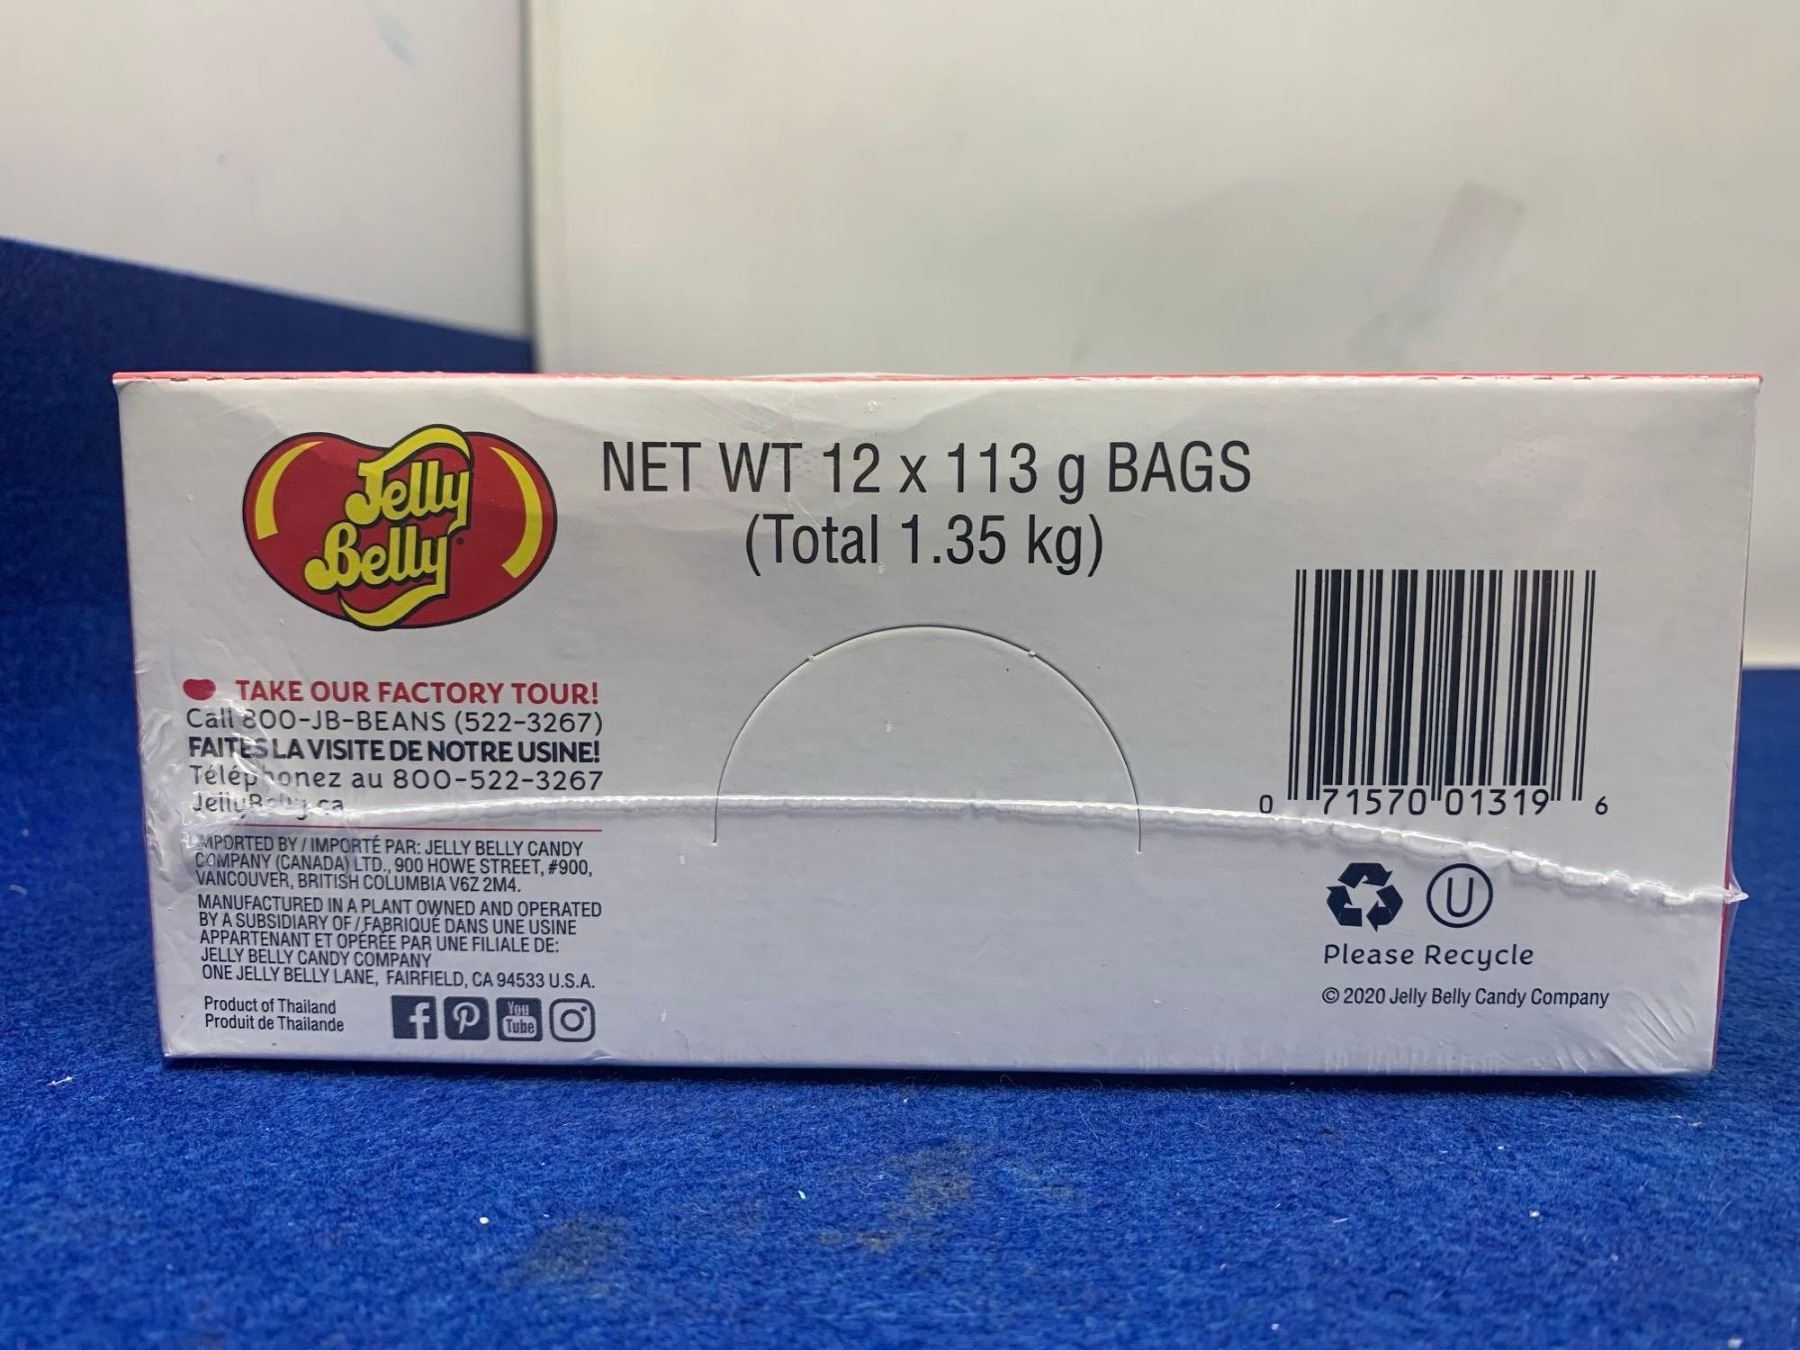 Jelly
Belly
NET WT 12 x 113 g BAGS
(Total 1.35 kg)
TAKE OUR FACTORY TOUR!
Call 800-JB-BEANS (522-3267)
FAITES LA VISITE DE NOTRE USINE!
Téléphonez au 800-522-3267
JellyBelly.ca
IMPORTED BY / IMPORTÉ PAR: JELLY BELLY CANDY
COMPANY (CANADA) LTD., 900 HOWE STREET, #900,
VANCOUVER, BRITISH COLUMBIA V6Z 2M4.
MANUFACTURED IN A PLANT OWNED AND OPERATED
BY A SUBSIDIARY OF / FABRIQUÉ DANS UNE USINE
APPARTENANT ET OPÉRÉE PAR UNE FILIALE DE:
JELLY BELLY CANDY COMPANY
ONE JELLY BELLY LANE, FAIRFIELD, CA 94533 U.S.A.
Product of Thailand
Produit de Thaïlande
You
Tube
0 71570 01319 6
U
Please Recycle
© 2020 Jelly Belly Candy Company